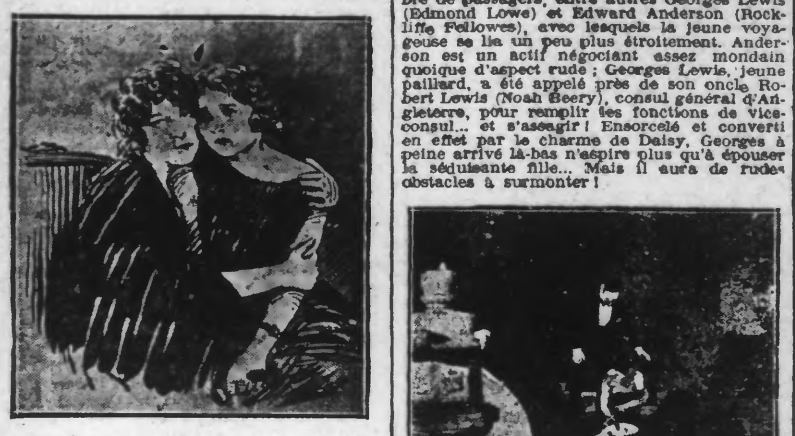 (Edmond Lowe) et Edward Anderson (Rock-
liffe Fellowes), avec lesquels la jeune voya-
geuse se lia un peu plus étroitement. Ander-
son est un actif négociant assez mondain
quoique d'aspect rude ; Georges Lewis, jeune
paillard, a été appelé près de son oncle Ro-
bert Lewis (Noah Beery), consul général d'An-
gleterre, pour remplir les fonctions de vice-
consul... et s'assagir ! Ensorcelé et converti
en effet par le charme de Daisy, Georges à
peine arrivé là-bas n'aspire plus qu'à épouser
la séduisante fille... Mais il aura de rudes
obstacles à surmonter !